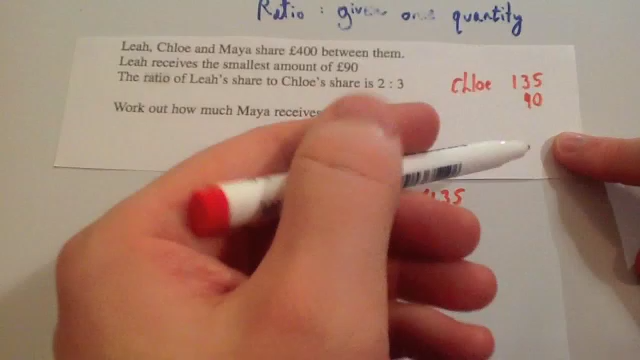 Ratio : given one quantity
Leah, Chloe and Maya share £400 between them.
Leah receives the smallest amount of £90
The ratio of Leah's share to Chloe's share is 2 : 3
Work out how much Maya receives
Chloe 135
90
135